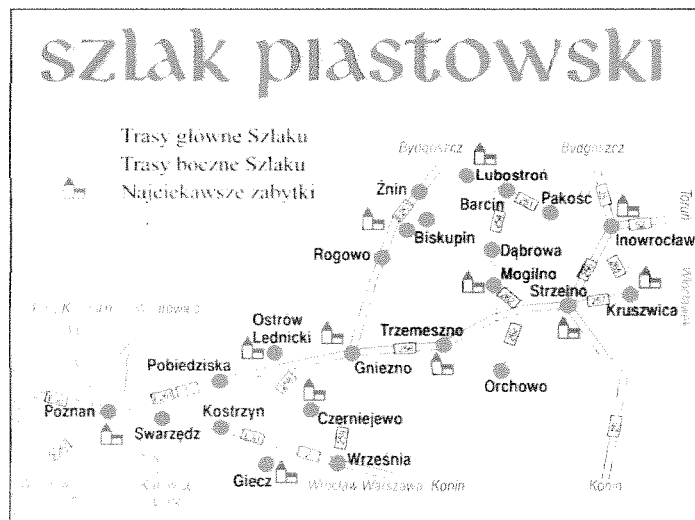 szlak piastowski
Trasy główne Szlaku
Trasy boczne Szlaku
Najciekawsze zabytki
Bydgoszcz
Bydgoszcz
Lubostroń
Żnin
Barcin
Pakość
Toruń
Biskupin
Inowrocław
Rogowo
Dąbrowa
Mogilno
Strzelno
Kruszwica
Ostrów
Lednicki
Trzemeszno
Pobiedziska
Gniezno
Orchowo
Poznań
Kostrzyn
Czerniejewo
Swarzędz
Września
Giecz
Wrocław
Warszawa
Konin
Konin